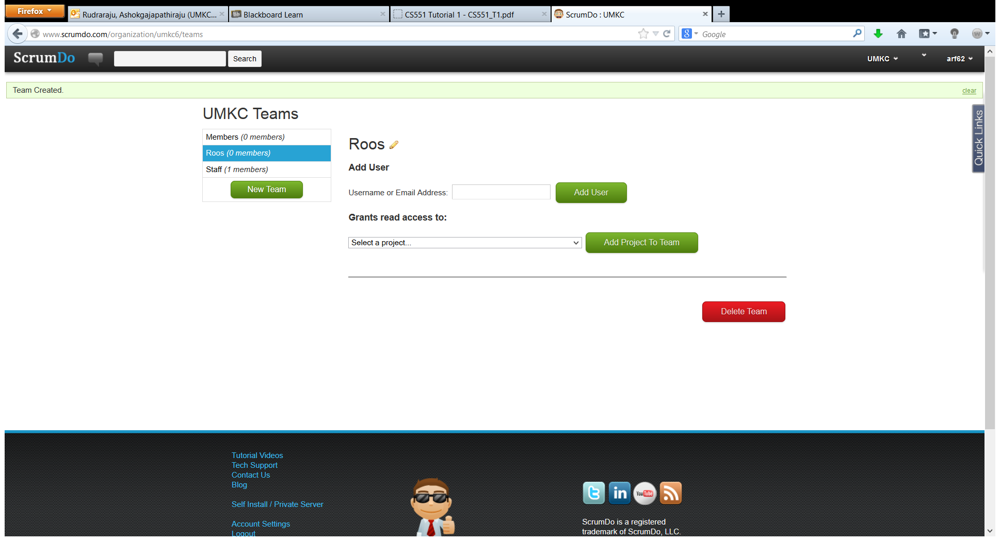 Firefox
Rudraraju, Ashokgajapathiraju (UMKC...
Blackboard Learn
CS551 Tutorial 1 - CS551_T1.pdf
ScrumDo : UMKC
www.scrumdo.com/organization/umkc6/teams
Google
ScrumDo
Search
UMKC
arf62
Team Created.
clear
Quick Links
UMKC Teams
Members (0 members)
Roos (0 members)
Staff (1 members)
New Team
Roos
Add User
Username or Email Address:
Add User
Grants read access to:
Select a project...
Add Project To Team
Delete Team
Tutorial Videos
Tech Support
Contact Us
Blog
Self Install / Private Server
Account Settings
Logout
You Tube
in
ScrumDo is a registered
trademark of ScrumDo, LLC.